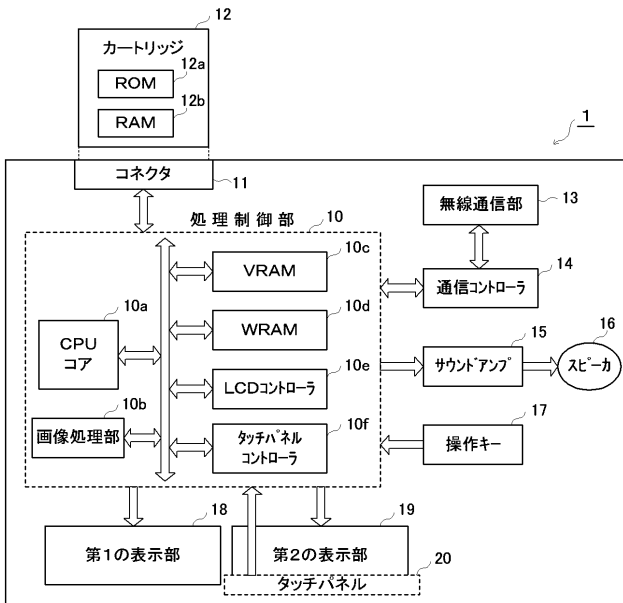 12
カートリッジ
12a
ROM
12b
RAM
1
コネクタ
11
処理制御部
10
無線通信部
13
10c
VRAM
14
通信コントローラ
10a
CPU
コア
10d
WRAM
15
サウンドアンプ
16
スピーカ
10e
LCDコントローラ
10b
画像処理部
10f
タッチパネル
コントローラ
17
操作キー
18
第1の表示部
19
第2の表示部
20
タッチパネル